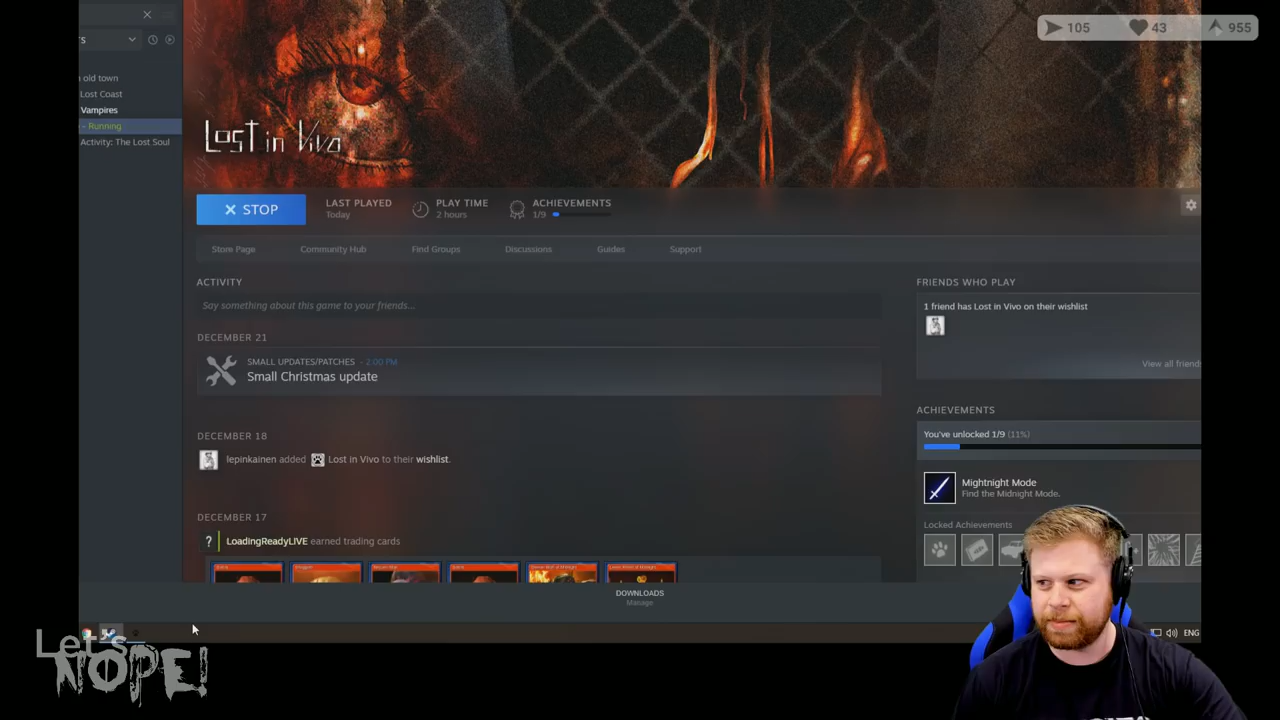 105
43
955
s
old town
Lost Coast
Vampires
- Running
Activity: The Lost Soul
Lost in Vivo
STOP
LAST PLAYED
Today
PLAY TIME
2 hours
ACHIEVEMENTS
1/9
Store Page
Community Hub
Find Groups
Discussions
Guides
Support
ACTIVITY
Say something about this game to your friends...
DECEMBER 21
SMALL UPDATES/PATCHES - 2:00 PM
Small Christmas update
DECEMBER 18
lepinkainen added Lost in Vivo to their wishlist.
DECEMBER 17
? LoadingReadyLIVE earned trading cards
FRIENDS WHO PLAY
1 friend has Lost in Vivo on their wishlist
View all friends
ACHIEVEMENTS
You've unlocked 1/9 (11%)
Mightnight Mode
Find the Midnight Mode.
Locked Achievements
DOWNLOADS
Manage
ENG
Let's
NOPE!